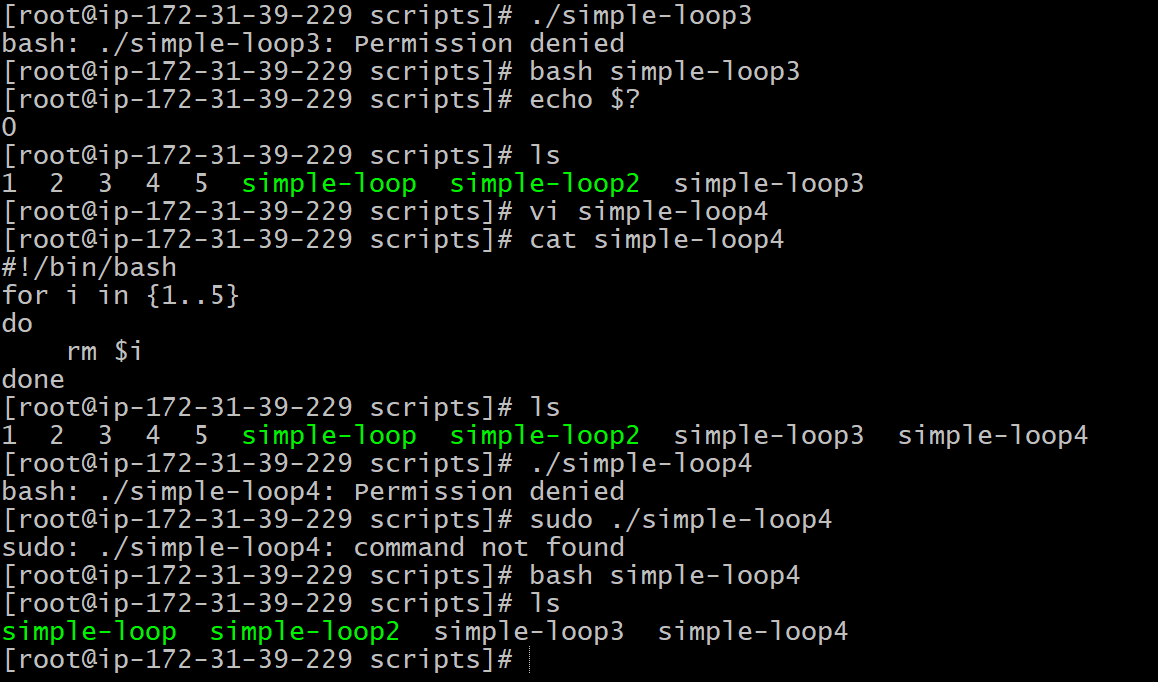 [root@ip-172-31-39-229 scripts]# ./simple-loop3
bash: ./simple-loop3: Permission denied
[root@ip-172-31-39-229 scripts]# bash simple-loop3
[root@ip-172-31-39-229 scripts]# echo $?
0
[root@ip-172-31-39-229 scripts]# ls
1  2  3  4  5  simple-loop  simple-loop2  simple-loop3
[root@ip-172-31-39-229 scripts]# vi simple-loop4
[root@ip-172-31-39-229 scripts]# cat simple-loop4
#!/bin/bash
for i in {1..5}
do
    rm $i
done
[root@ip-172-31-39-229 scripts]# ls
1  2  3  4  5  simple-loop  simple-loop2  simple-loop3  simple-loop4
[root@ip-172-31-39-229 scripts]# ./simple-loop4
bash: ./simple-loop4: Permission denied
[root@ip-172-31-39-229 scripts]# sudo ./simple-loop4
sudo: ./simple-loop4: command not found
[root@ip-172-31-39-229 scripts]# bash simple-loop4
[root@ip-172-31-39-229 scripts]# ls
simple-loop  simple-loop2  simple-loop3  simple-loop4
[root@ip-172-31-39-229 scripts]#